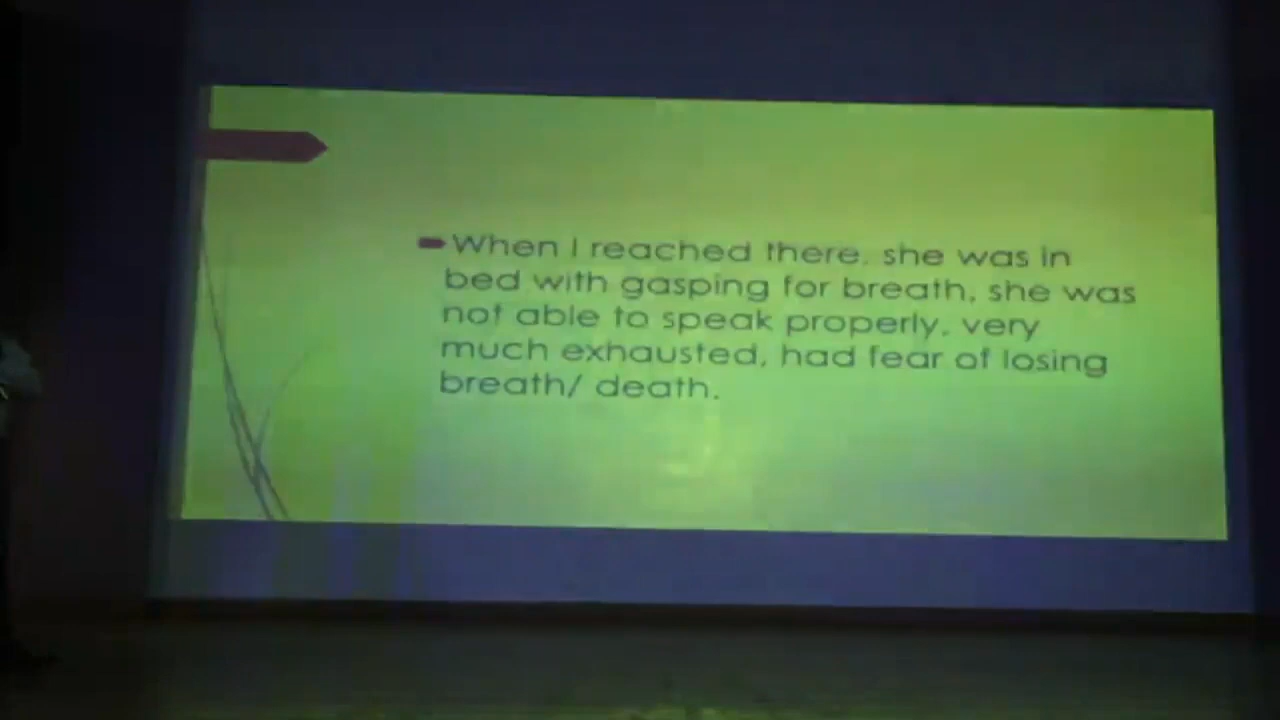 When I reached there, she was in
bed with gasping for breath, she was
not able to speak properly, very
much exhausted, had fear of losing
breath/ death.